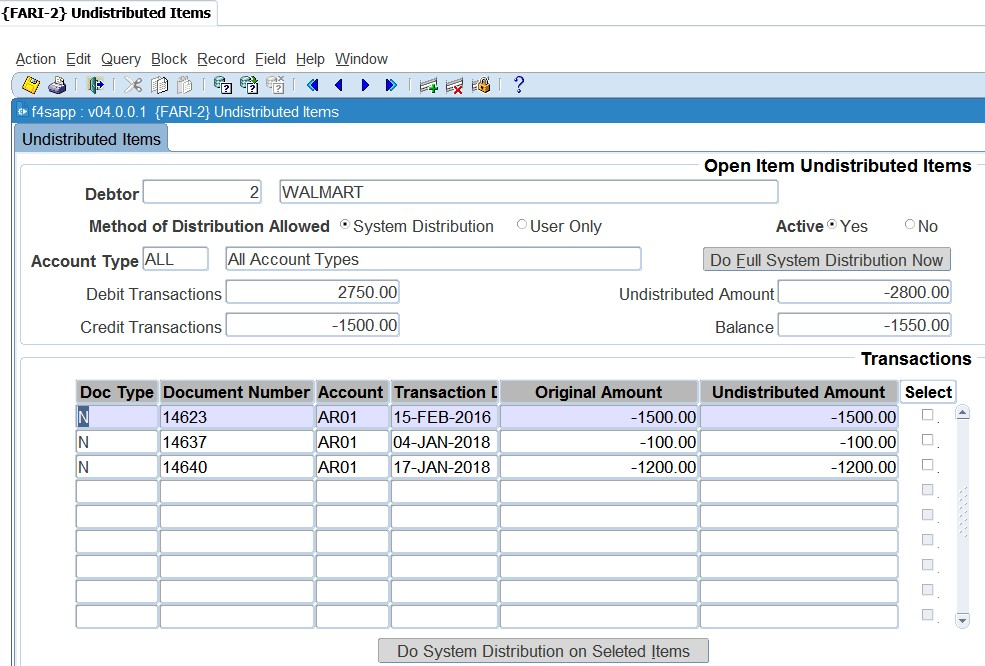 {FARI-2} Undistributed Items
Action Edit Query Block Record Field Help Window
f4sapp : v04.0.0.1 {FARI-2} Undistributed Items
Undistributed Items
Open Item Undistributed Items
Debtor 2 WALMART
Method of Distribution Allowed System Distribution User Only Active Yes No
Account Type ALL All Account Types Do Full System Distribution Now
Debit Transactions 2750.00 Undistributed Amount -2800.00
Credit Transactions -1500.00 Balance -1550.00
Transactions
Doc Type Document Number Account Transaction D Original Amount Undistributed Amount Select
N 14623 AR01 15-FEB-2016 -1500.00 -1500.00
N 14637 AR01 04-JAN-2018 -100.00 -100.00
N 14640 AR01 17-JAN-2018 -1200.00 -1200.00
Do System Distribution on Seleted Items